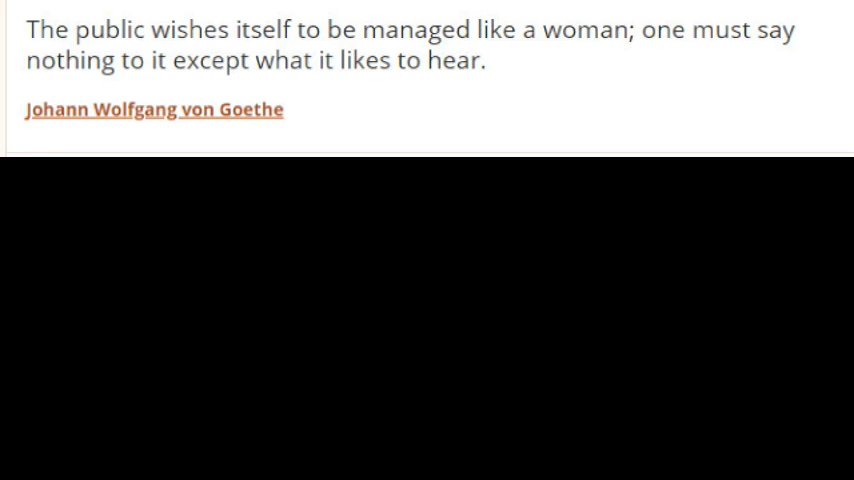 The public wishes itself to be managed like a woman; one must say
nothing to it except what it likes to hear.
Johann Wolfgang von Goethe